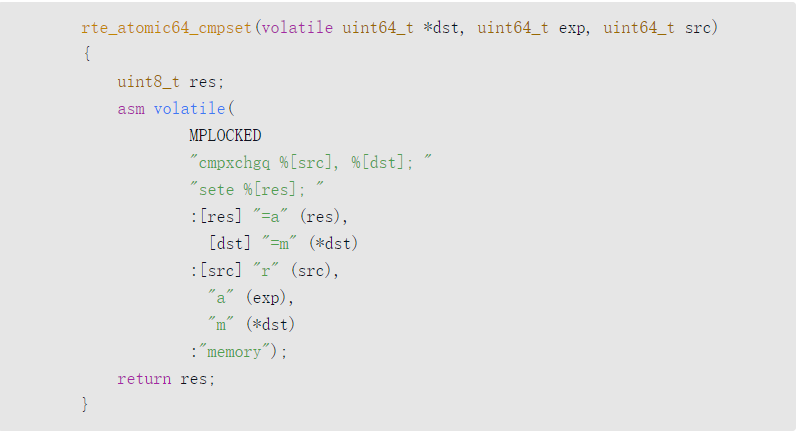 rte_atomic64_cmpset(volatile uint64_t *dst, uint64_t exp, uint64_t src)
{
    uint8_t res;
    asm volatile(
            MPLOCKED
            "cmpxchgq %[src], %[dst]; "
            "sete %[res]; "
            :[res] "=a" (res),
              [dst] "=m" (*dst)
            :[src] "r" (src),
              "a" (exp),
              "m" (*dst)
            :"memory");
    return res;
}